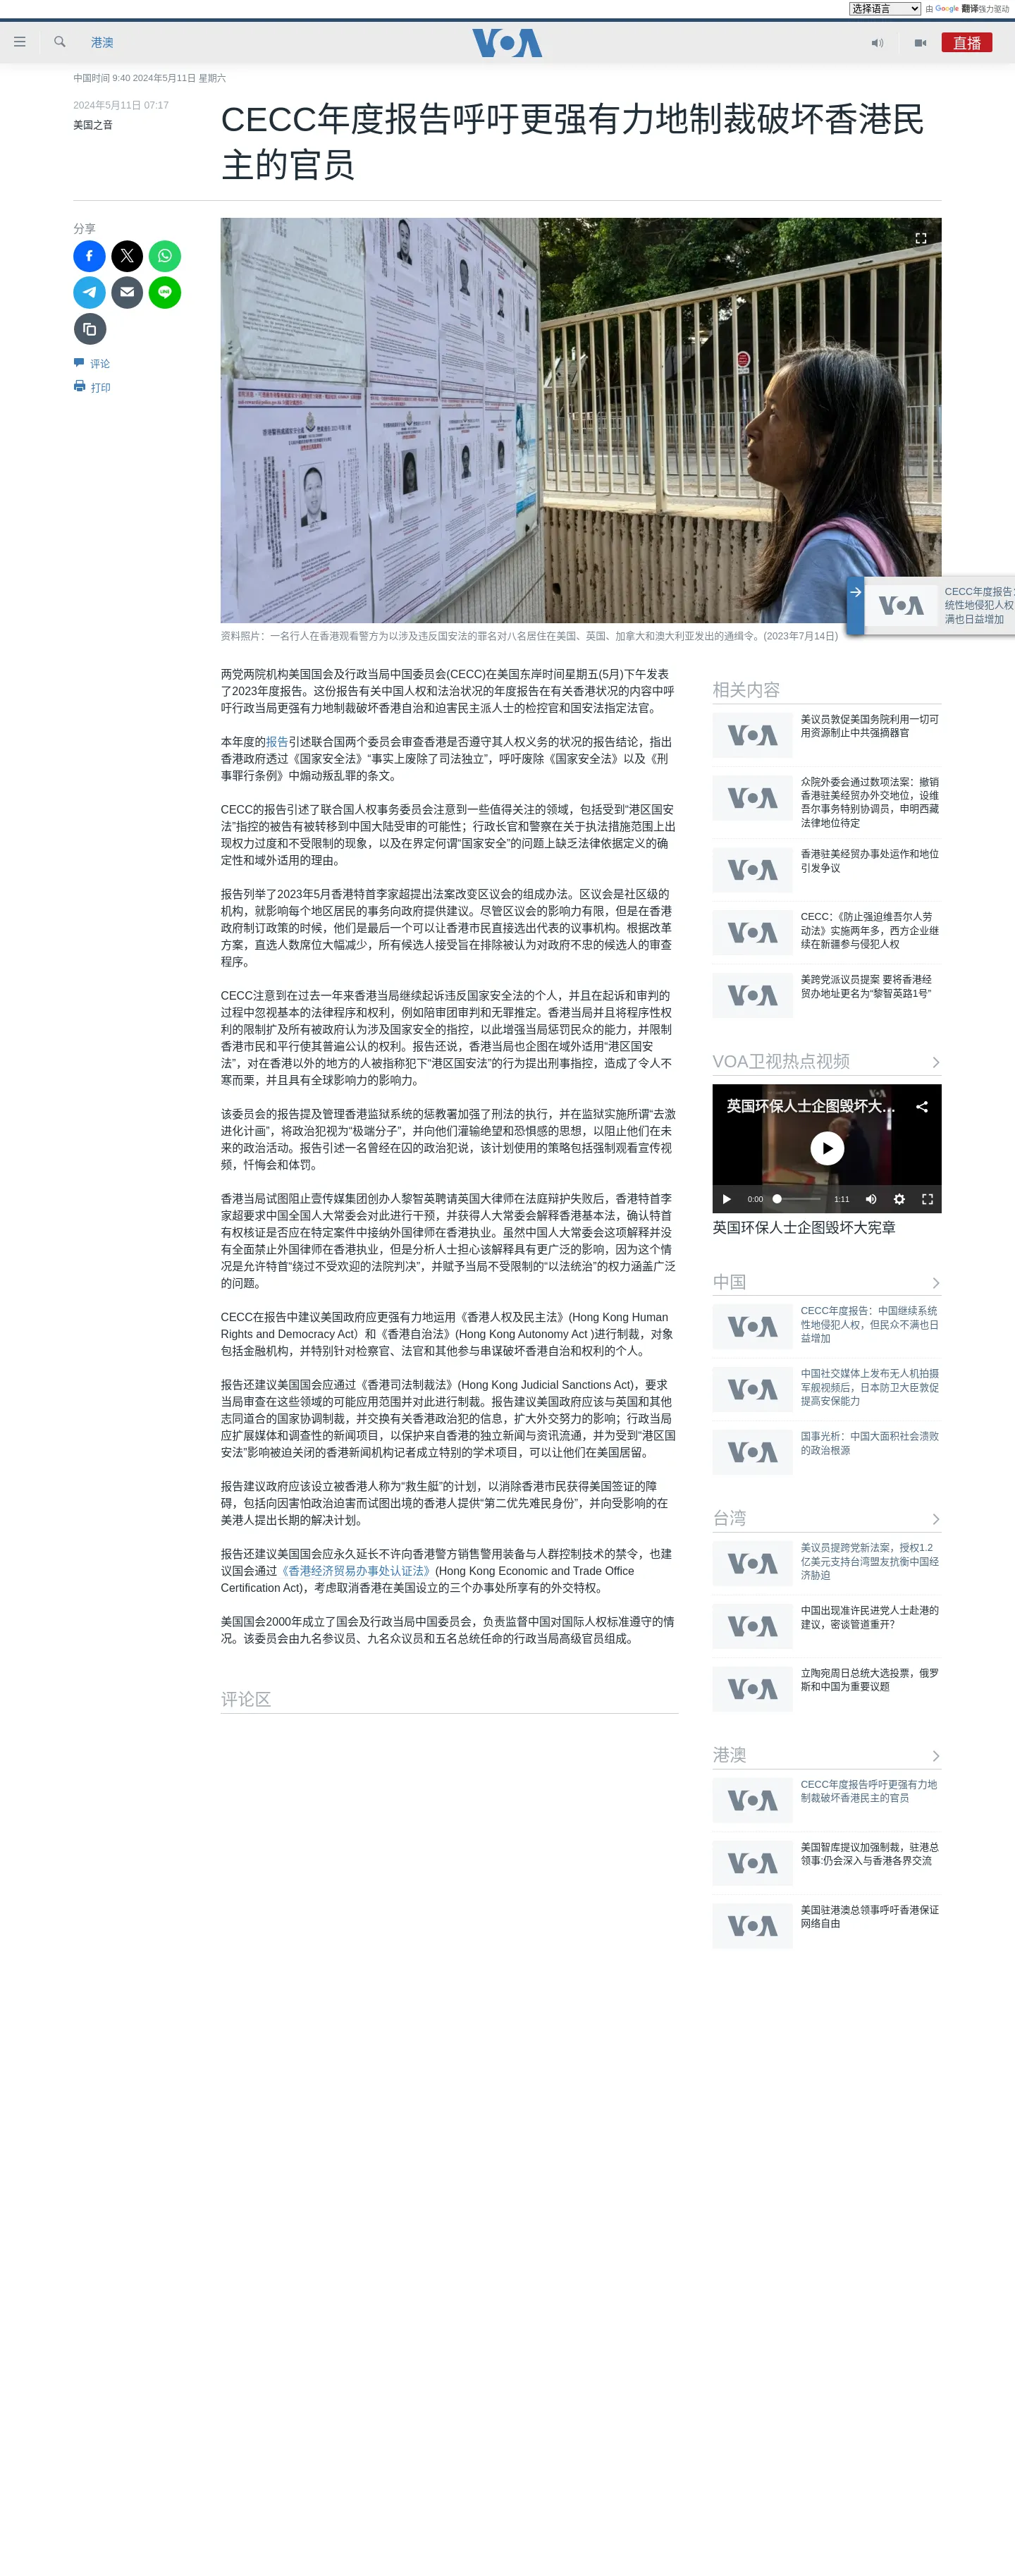 选择语言 由 Google 翻译强力驱动
港澳
VOA
直播
中国时间 9:40 2024年5月11日 星期六
2024年5月11日 07:17
美国之音
CECC年度报告呼吁更强有力地制裁破坏香港民
主的官员
分享
评论
打印
资料照片：一名行人在香港观看警方为以涉及违反国安法的罪名对八名居住在美国、英国、加拿大和澳大利亚发出的通缉令。(2023年7月14日)
CECC年度报告：
统性地侵犯人权
满也日益增加
两党两院机构美国国会及行政当局中国委员会(CECC)在美国东岸时间星期五(5月)下午发表
了2023年度报告。这份报告有关中国人权和法治状况的年度报告在有关香港状况的内容中呼
吁行政当局更强有力地制裁破坏香港自治和迫害民主派人士的检控官和国安法指定法官。
本年度的报告引述联合国两个委员会审查香港是否遵守其人权义务的状况的报告结论，指出
香港政府透过《国家安全法》“事实上废除了司法独立”，呼吁废除《国家安全法》以及《刑
事罪行条例》中煽动叛乱罪的条文。
CECC的报告引述了联合国人权事务委员会注意到一些值得关注的领域，包括受到“港区国安
法”指控的被告有被转移到中国大陆受审的可能性；行政长官和警察在关于执法措施范围上出
现权力过度和不受限制的现象，以及在界定何谓“国家安全”的问题上缺乏法律依据定义的确
定性和域外适用的理由。
报告列举了2023年5月香港特首李家超提出法案改变区议会的组成办法。区议会是社区级的
机构，就影响每个地区居民的事务向政府提供建议。尽管区议会的影响力有限，但是在香港
政府制订政策的时候，他们是最后一个可以让香港市民直接选出代表的议事机构。根据改革
方案，直选人数席位大幅减少，所有候选人接受旨在排除被认为对政府不忠的候选人的审查
程序。
CECC注意到在过去一年来香港当局继续起诉违反国家安全法的个人，并且在起诉和审判的
过程中忽视基本的法律程序和权利，例如陪审团审判和无罪推定。香港当局并且将程序性权
利的限制扩及所有被政府认为涉及国家安全的指控，以此增强当局惩罚民众的能力，并限制
香港市民和平行使其普遍公认的权利。报告还说，香港当局也企图在域外适用“港区国安
法”，对在香港以外的地方的人被指称犯下“港区国安法”的行为提出刑事指控，造成了令人不
寒而栗，并且具有全球影响力的影响力。
该委员会的报告提及管理香港监狱系统的惩教署加强了刑法的执行，并在监狱实施所谓“去激
进化计画”，将政治犯视为“极端分子”，并向他们灌输绝望和恐惧感的思想，以阻止他们在未
来的政治活动。报告引述一名曾经在囚的政治犯说，该计划使用的策略包括强制观看宣传视
频，忏悔会和体罚。
香港当局试图阻止壹传媒集团创办人黎智英聘请英国大律师在法庭辩护失败后，香港特首李
家超要求中国全国人大常委会对此进行干预，并获得人大常委会解释香港基本法，确认特首
有权核证是否应在特定案件中接纳外国律师在香港执业。虽然中国人大常委会这项解释并没
有全面禁止外国律师在香港执业，但是分析人士担心该解释具有更广泛的影响，因为这个情
况是允许特首“绕过不受欢迎的法院判决”，并赋予当局不受限制的“以法统治”的权力涵盖广泛
的问题。
CECC在报告中建议美国政府应更强有力地运用《香港人权及民主法》(Hong Kong Human
Rights and Democracy Act）和《香港自治法》(Hong Kong Autonomy Act )进行制裁，对象
包括金融机构，并特别针对检察官、法官和其他参与串谋破坏香港自治和权利的个人。
报告还建议美国国会应通过《香港司法制裁法》(Hong Kong Judicial Sanctions Act)，要求
当局审查在这些领域的可能应用范围并对此进行制裁。报告建议美国政府应该与英国和其他
志同道合的国家协调制裁，并交换有关香港政治犯的信息，扩大外交努力的影响；行政当局
应扩展媒体和调查性的新闻项目，以保护来自香港的独立新闻与资讯流通，并为受到“港区国
安法”影响被迫关闭的香港新闻机构记者成立特别的学术项目，可以让他们在美国居留。
报告建议政府应该设立被香港人称为“救生艇”的计划，以消除香港市民获得美国签证的障
碍，包括向因害怕政治迫害而试图出境的香港人提供“第二优先难民身份”，并向受影响的在
美港人提出长期的解决计划。
报告还建议美国国会应永久延长不许向香港警方销售警用装备与人群控制技术的禁令，也建
议国会通过《香港经济贸易办事处认证法》(Hong Kong Economic and Trade Office
Certification Act)，考虑取消香港在美国设立的三个办事处所享有的外交特权。
美国国会2000年成立了国会及行政当局中国委员会，负责监督中国对国际人权标准遵守的情
况。该委员会由九名参议员、九名众议员和五名总统任命的行政当局高级官员组成。
评论区
相关内容
美议员敦促美国务院利用一切可
用资源制止中共强摘器官
众院外委会通过数项法案：撤销
香港驻美经贸办外交地位，设维
吾尔事务特别协调员，申明西藏
法律地位待定
香港驻美经贸办事处运作和地位
引发争议
CECC：《防止强迫维吾尔人劳
动法》实施两年多，西方企业继
续在新疆参与侵犯人权
美跨党派议员提案 要将香港经
贸办地址更名为“黎智英路1号”
VOA卫视热点视频
英国环保人士企图毁坏大...
0:00 1:11
英国环保人士企图毁坏大宪章
中国
CECC年度报告：中国继续系统
性地侵犯人权，但民众不满也日
益增加
中国社交媒体上发布无人机拍摄
军舰视频后，日本防卫大臣敦促
提高安保能力
国事光析：中国大面积社会溃败
的政治根源
台湾
美议员提跨党新法案，授权1.2
亿美元支持台湾盟友抗衡中国经
济胁迫
中国出现准许民进党人士赴港的
建议，密谈管道重开？
立陶宛周日总统大选投票，俄罗
斯和中国为重要议题
港澳
CECC年度报告呼吁更强有力地
制裁破坏香港民主的官员
美国智库提议加强制裁，驻港总
领事:仍会深入与香港各界交流
美国驻港澳总领事呼吁香港保证
网络自由